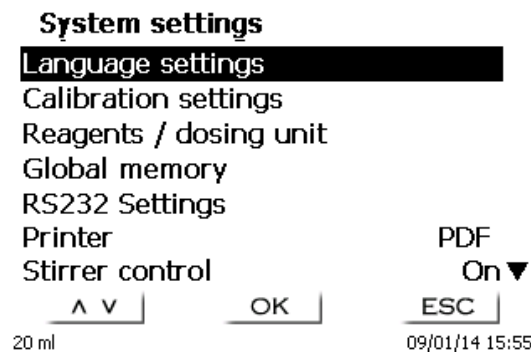 System settings
Language settings
Calibration settings
Reagents / dosing unit
Global memory
RS232 Settings
Printer PDF
Stirrer control On ▼
∧ ∨ OK ESC
20 ml 09/01/14 15:55